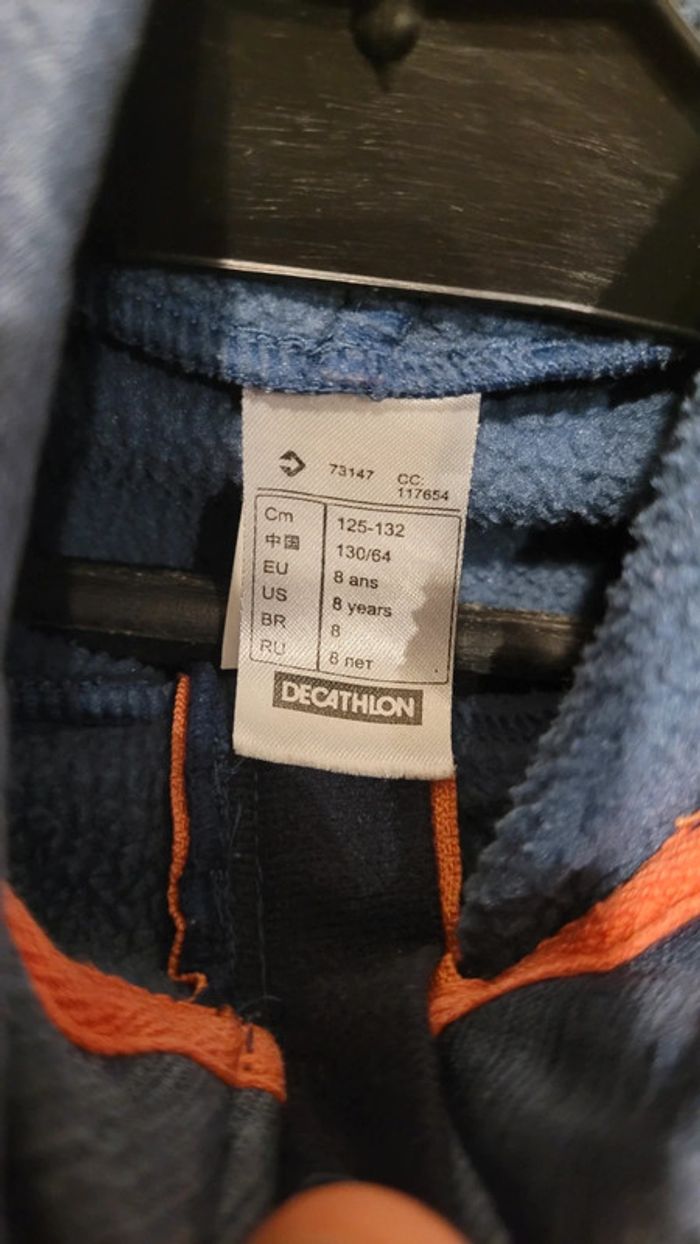 73147 CC:
117654
Cm 125-132
中国 130/64
EU 8 ans
US 8 years
BR 8
RU 8 лет
DECATHLON